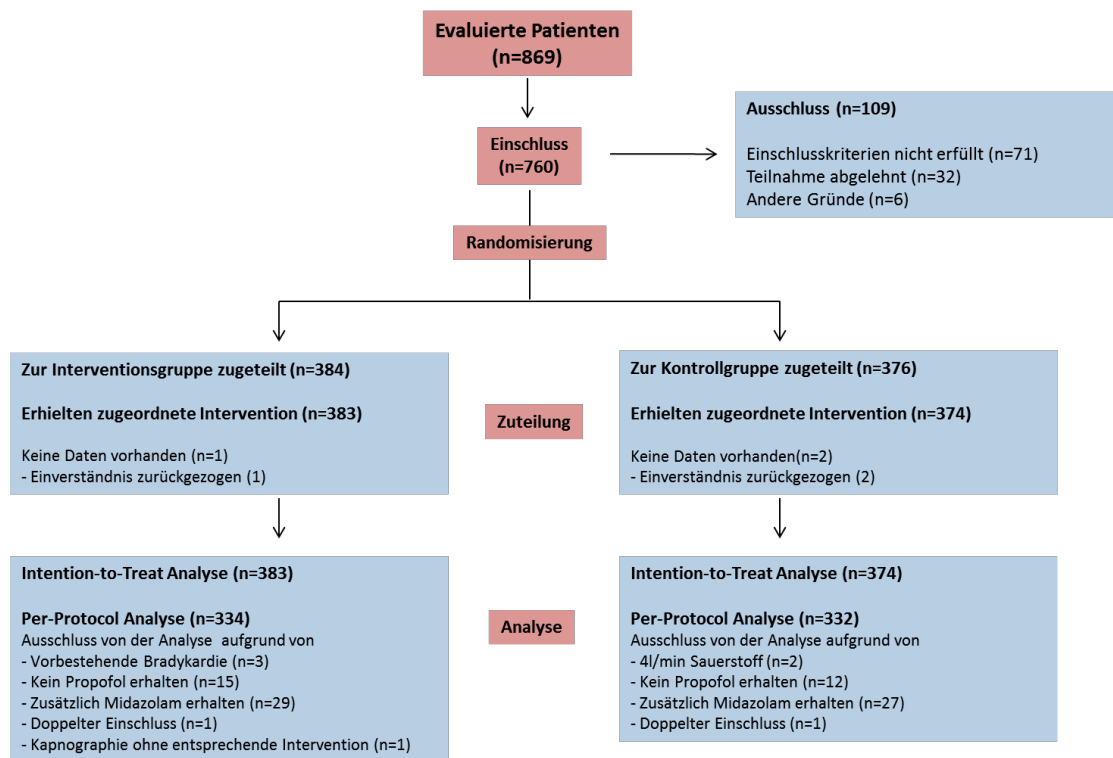 Evaluierte Patienten
(n=869)
Einschluss
(n=760)
Ausschluss (n=109)
Einschlusskriterien nicht erfüllt (n=71)
Teilnahme abgelehnt (n=32)
Andere Gründe (n=6)
Randomisierung
Zur Interventionsgruppe zugeteilt (n=384)
Erhielten zugeordnete Intervention (n=383)
Keine Daten vorhanden (n=1)
- Einverständnis zurückgezogen (1)
Zuteilung
Zur Kontrollgruppe zugeteilt (n=376)
Erhielten zugeordnete Intervention (n=374)
Keine Daten vorhanden(n=2)
- Einverständnis zurückgezogen (2)
Intention-to-Treat Analyse (n=383)
Per-Protocol Analyse (n=334)
Ausschluss von der Analyse aufgrund von
- Vorbestehende Bradykardie (n=3)
- Kein Propofol erhalten (n=15)
- Zusätzlich Midazolam erhalten (n=29)
- Doppelter Einschluss (n=1)
- Kapnographie ohne entsprechende Intervention (n=1)
Analyse
Intention-to-Treat Analyse (n=374)
Per-Protocol Analyse (n=332)
Ausschluss von der Analyse aufgrund von
- 4l/min Sauerstoff (n=2)
- Kein Propofol erhalten (n=12)
- Zusätzlich Midazolam erhalten (n=27)
- Doppelter Einschluss (n=1)